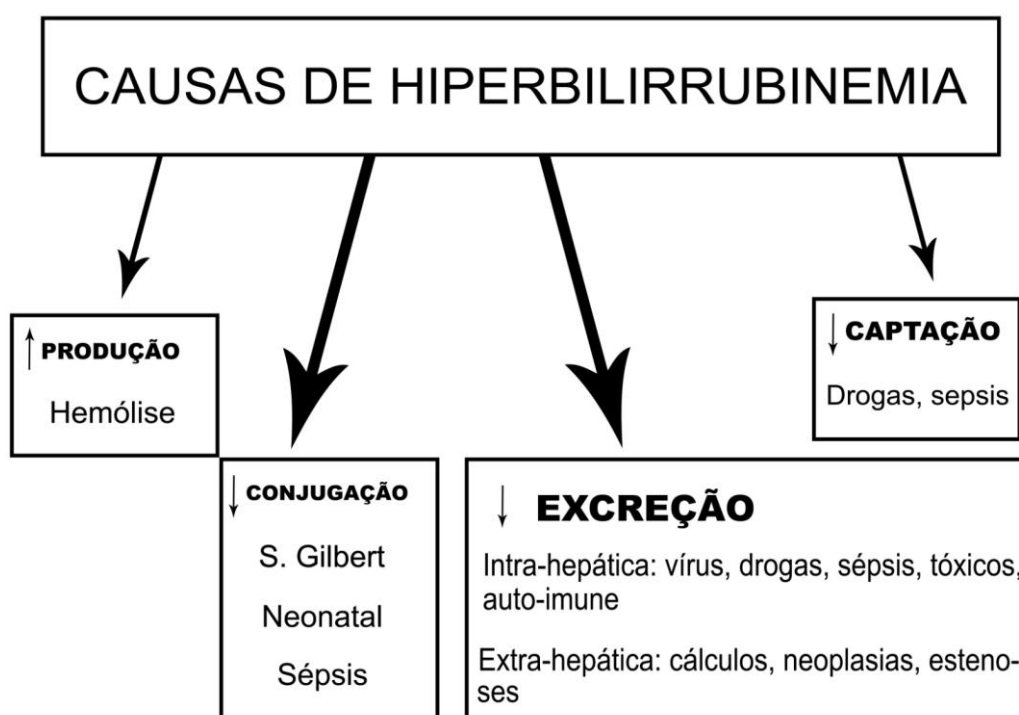 CAUSAS DE HIPERBILIRRUBINEMIA
↑ PRODUÇÃO
Hemólise
↓ CONJUGAÇÃO
S. Gilbert
Neonatal
Sépsis
↓ EXCREÇÃO
Intra-hepática: vírus, drogas, sépsis, tóxicos,
auto-imune
Extra-hepática: cálculos, neoplasias, esteno-
ses
↓ CAPTAÇÃO
Drogas, sepsis